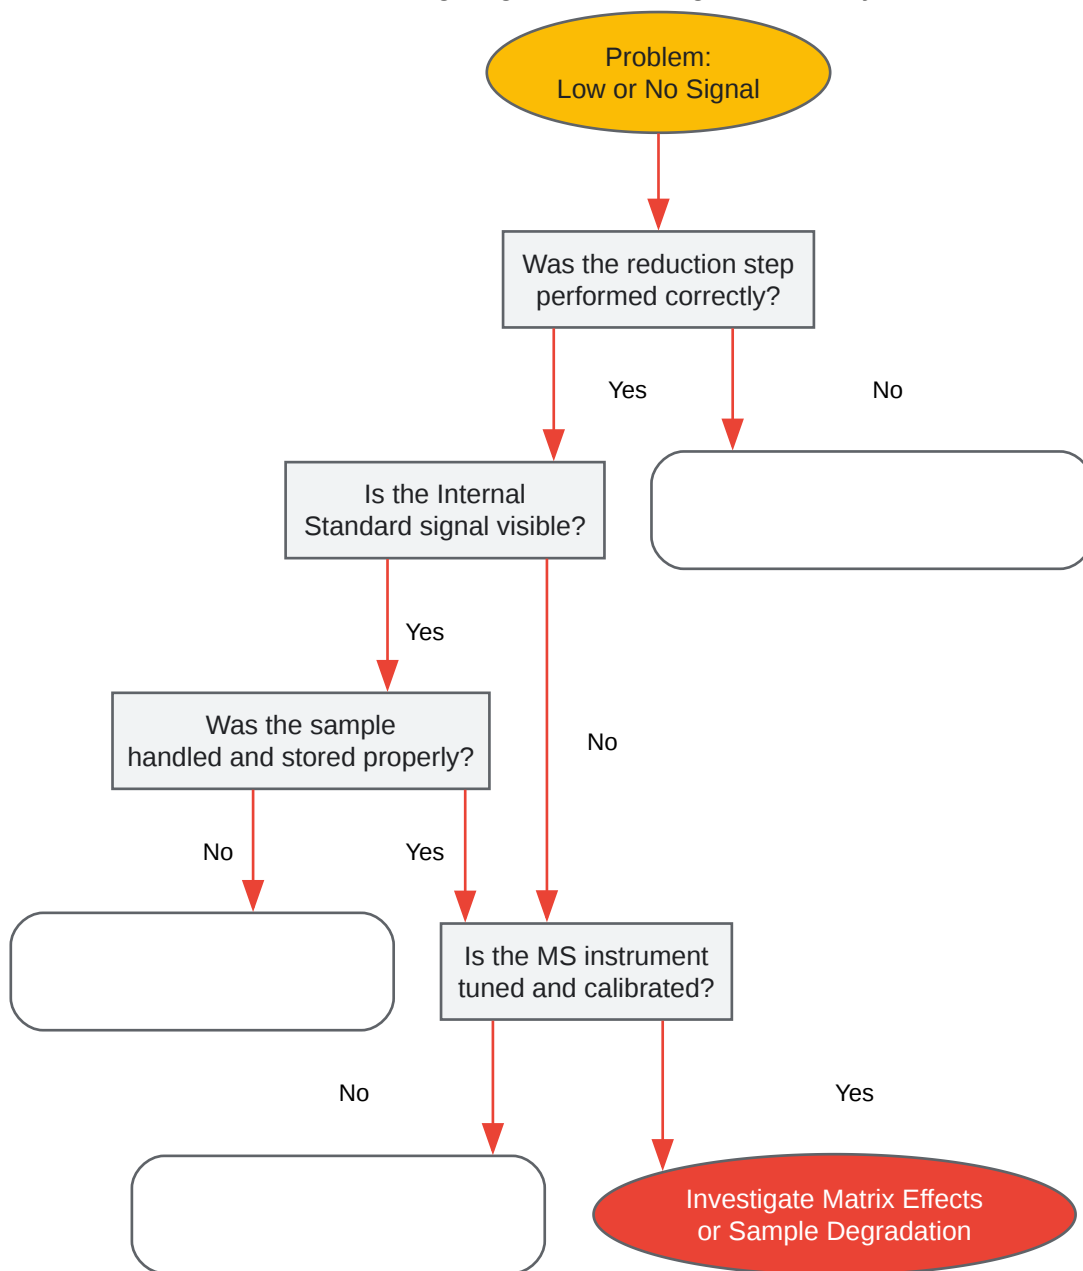 Problem:
Low or No Signal
Was the reduction step
performed correctly?
Yes
No
Is the Internal
Standard signal visible?
Yes
Was the sample
handled and stored properly?
No
No
Yes
Is the MS instrument
tuned and calibrated?
No
Yes
Investigate Matrix Effects
or Sample Degradation